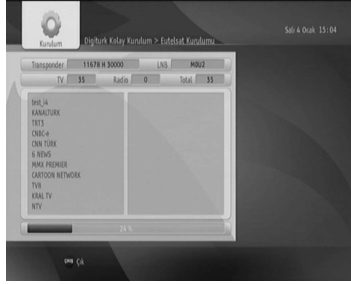 Salı 4 Ocak 15:04
Kurulum
Digiturk Kolay Kurulum > Eutelsat Kurulumu
Transponder 11678 H 30000 LNB MDU2
TV 35 Radio 0 Total 35
test_i4
KANALTURK
TNT3
CNBC-e
CNN TÜRK
6 NEWS
MMX PREMIER
CARTOON NETWORK
TV8
KRAL TV
NTV
24 %
Çık